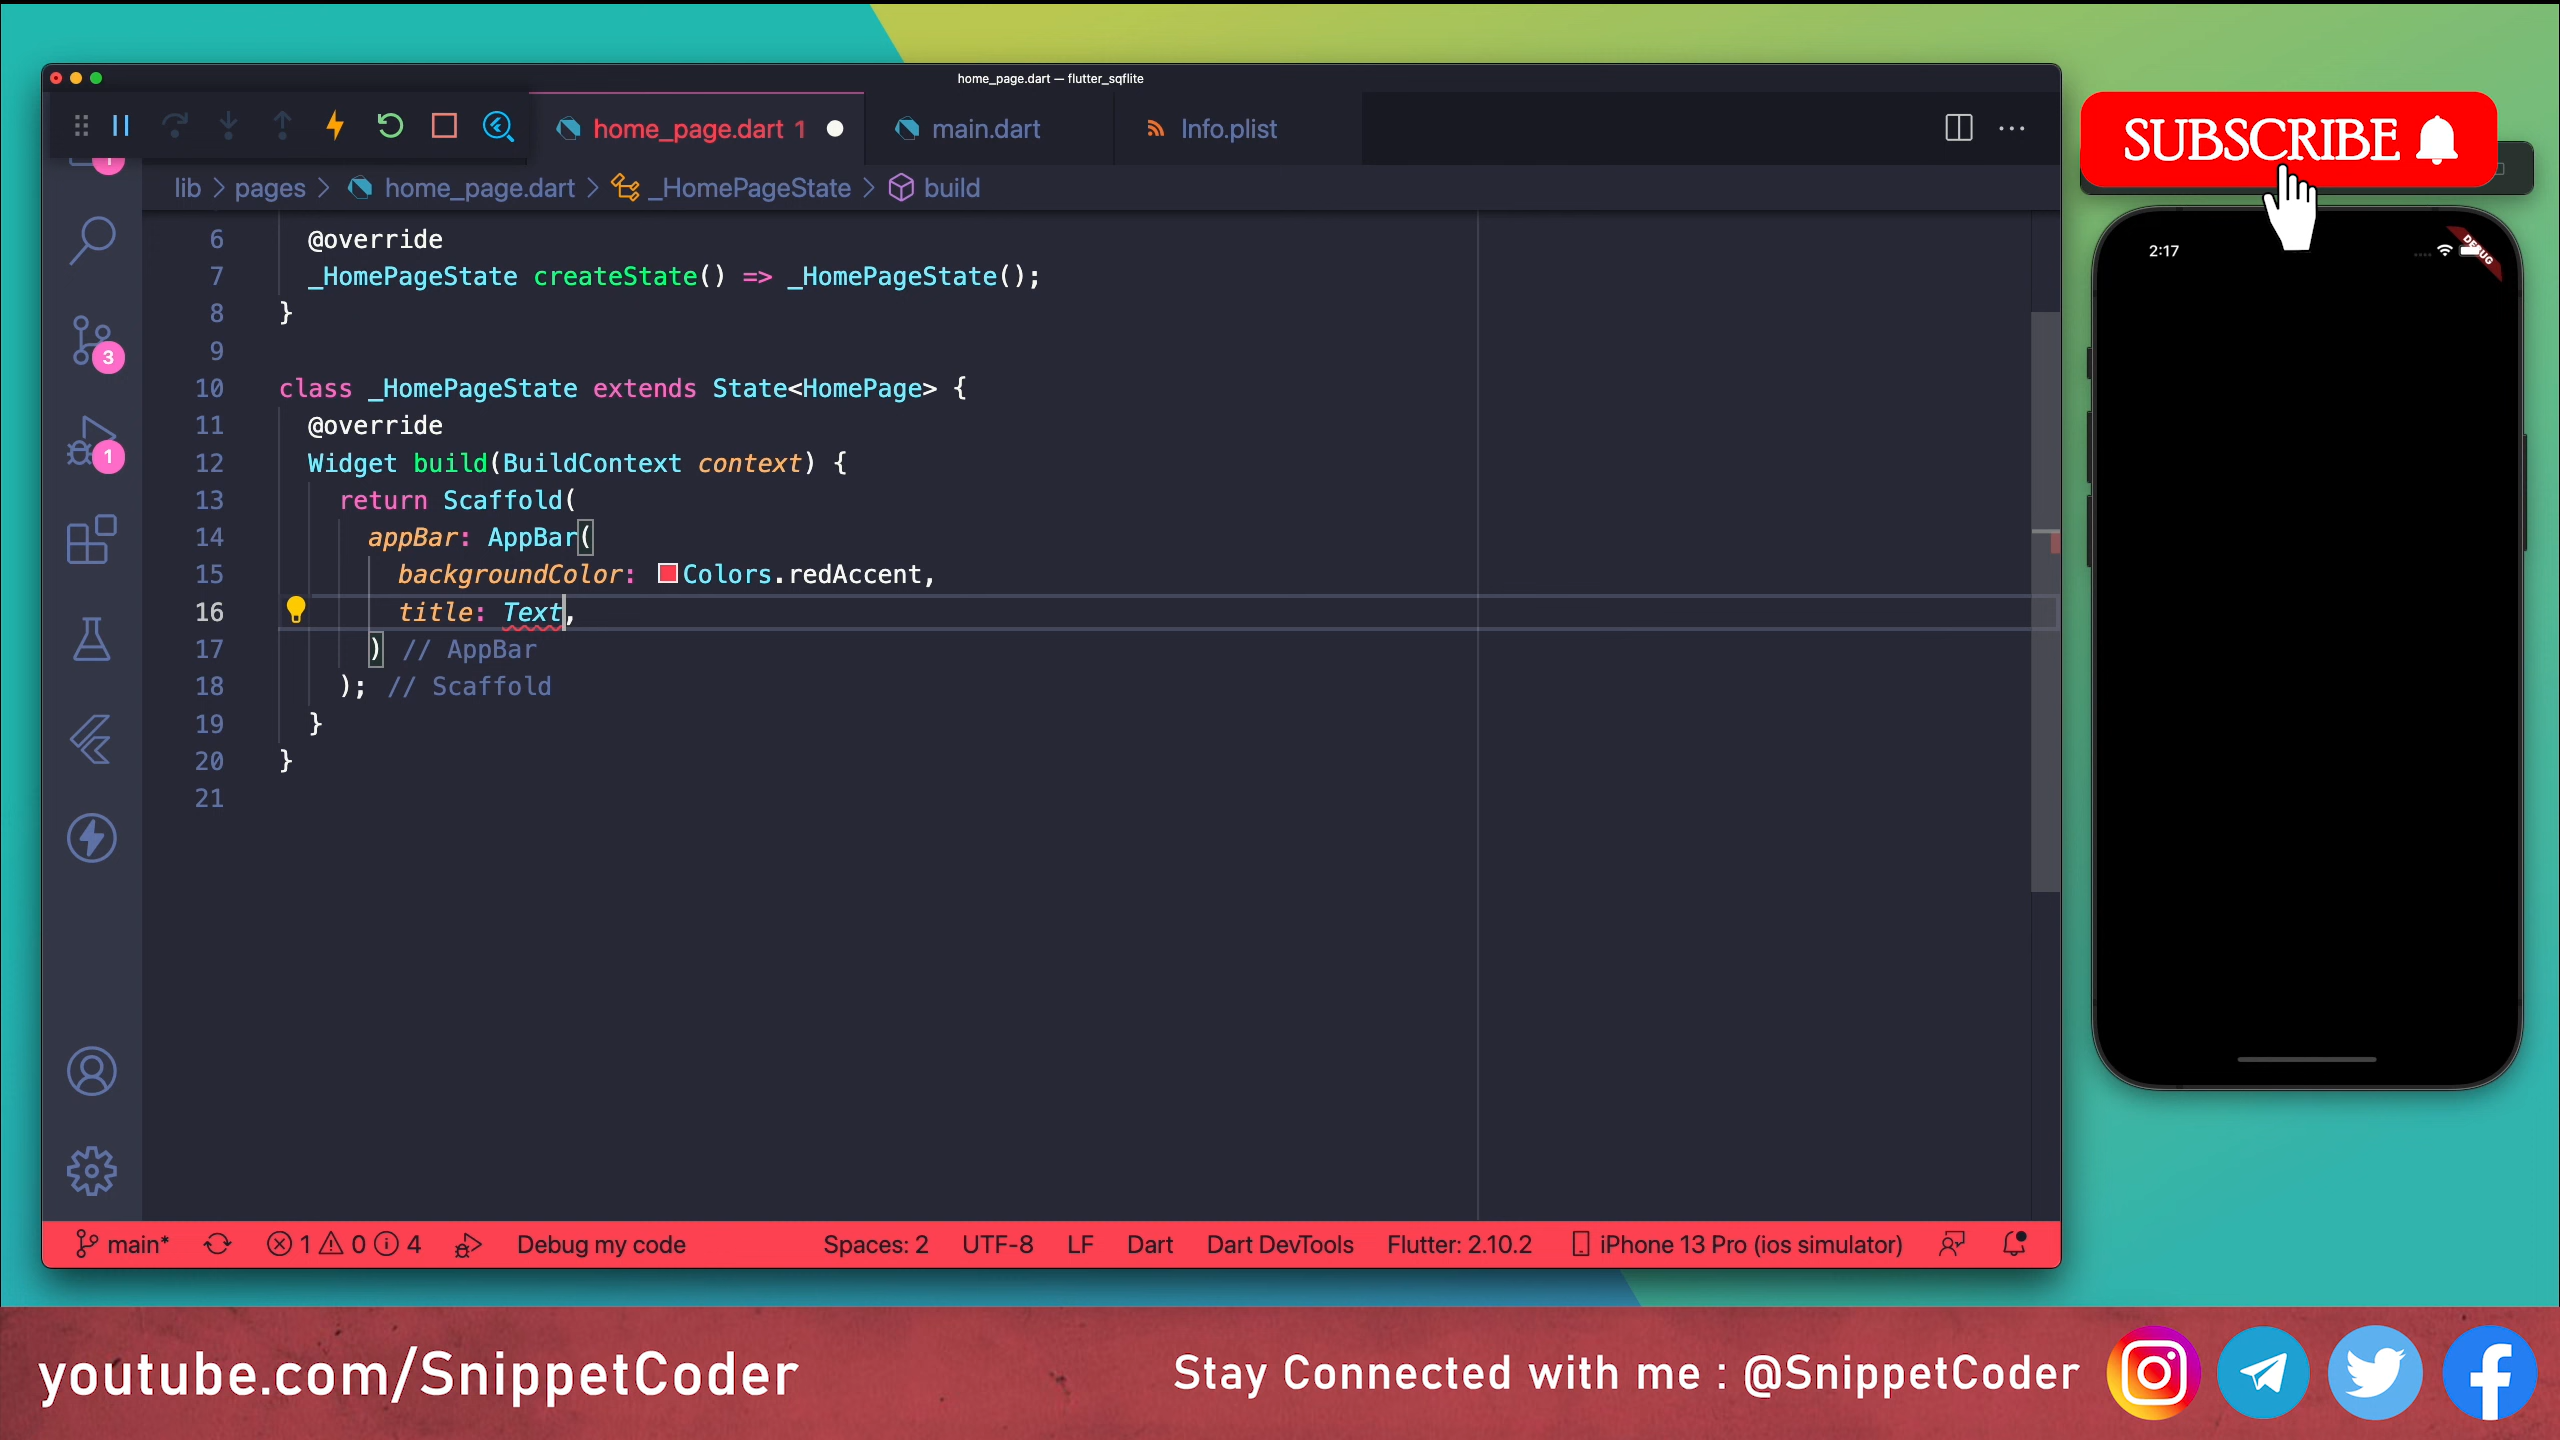 home_page.dart — flutter_sqflite
home_page.dart 1
main.dart
Info.plist
SUBSCRIBE
1
lib > pages > home_page.dart > _HomePageState > build
2:17
DEBUG
6 @override
7 _HomePageState createState() => _HomePageState();
8 }
9
10 class _HomePageState extends State<HomePage> {
11 @override
12 Widget build(BuildContext context) {
13 return Scaffold(
14 appBar: AppBar(
15 backgroundColor: Colors.redAccent,
16 title: Text,
17 ) // AppBar
18 ); // Scaffold
19 }
20 }
21
3
1
main* 1 0 4 Debug my code Spaces: 2 UTF-8 LF Dart Dart DevTools Flutter: 2.10.2 iPhone 13 Pro (ios simulator)
youtube.com/SnippetCoder
Stay Connected with me : @SnippetCoder